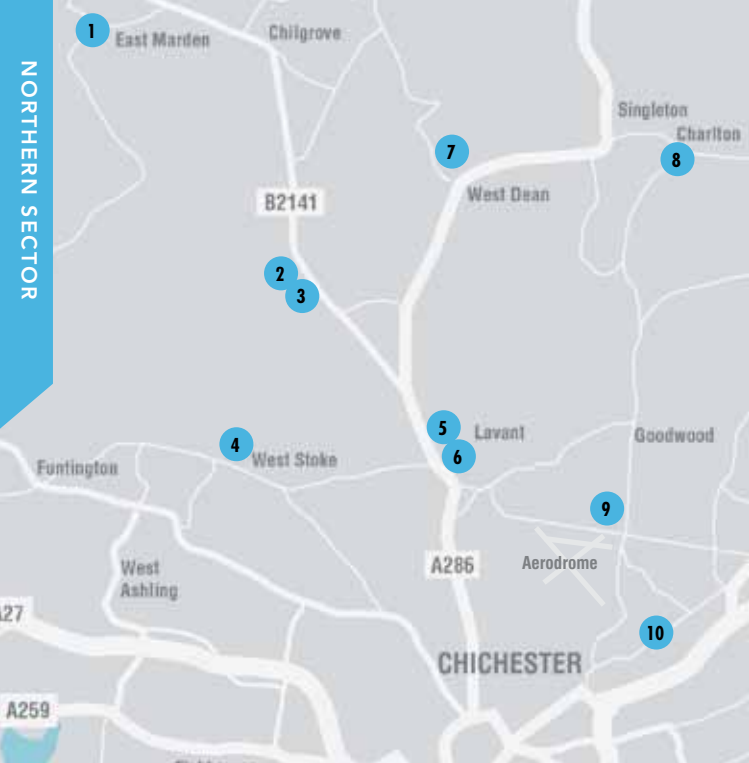 NORTHERN SECTOR
1
East Marden
Chilgrove
Singleton
Charlton
7
8
West Dean
B2141
2
3
5
Lavant
Goodwood
4
West Stoke
6
Funtington
9
Aerodrome
A286
West
Ashling
10
CHICHESTER
A259